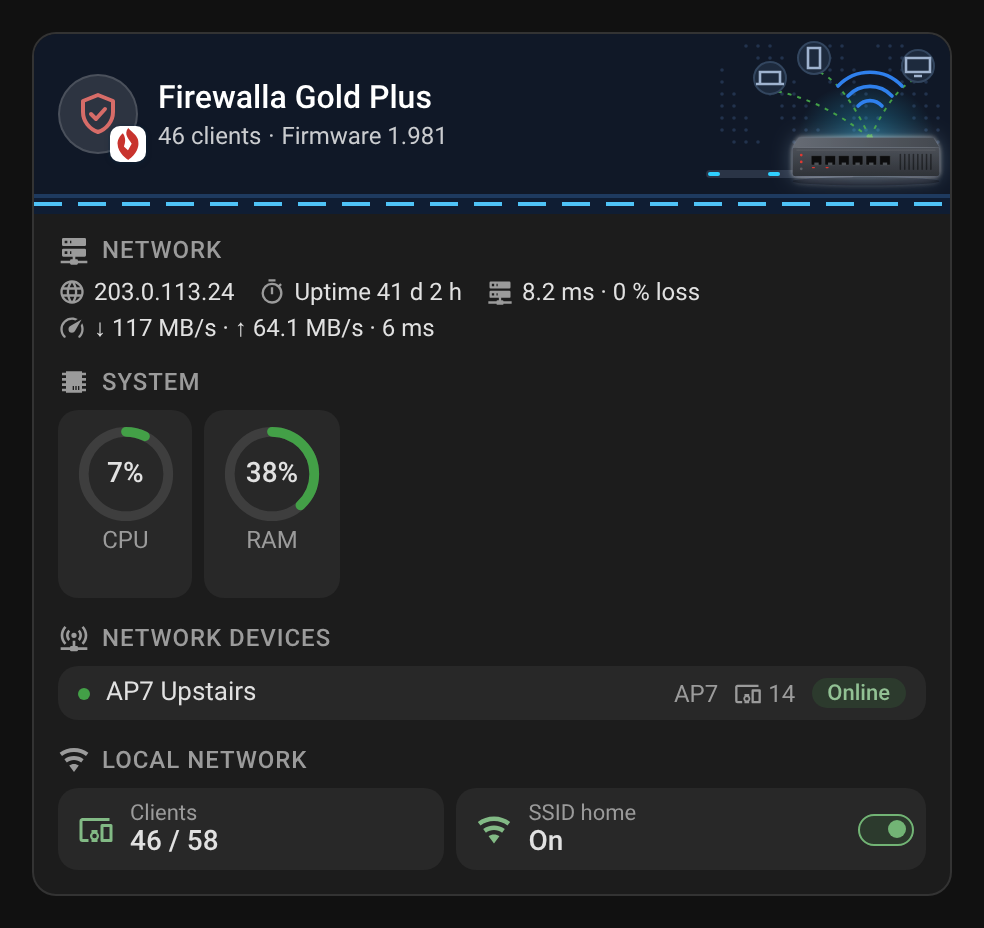 Firewalla Gold Plus
46 clients · Firmware 1.981
NETWORK
203.0.113.24 Uptime 41 d 2 h 8.2 ms · 0 % loss
↓ 117 MB/s · ↑ 64.1 MB/s · 6 ms
SYSTEM
7% 38%
CPU RAM
NETWORK DEVICES
AP7 Upstairs AP7 14 Online
LOCAL NETWORK
Clients SSID home
46 / 58 On